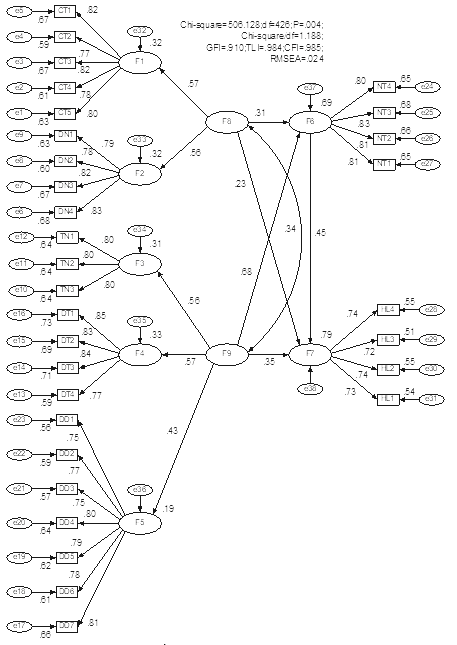 Chi-square=506.128;df=426;P=.004;
Chi-square/df=1.188;
GFI=.910;TLI=.984;CFI=.985;
RMSEA=.024
e5 CT1 .67 .82
e4 CT2 .59 .77
e3 CT3 .67 .82
e2 CT4 .61 .78
e1 CT5 .63 .80
e32 .32 F1
e9 DN1 .63 .79
e8 DN2 .60 .78
e7 DN3 .67 .82
e6 DN4 .68 .83
e33 .32 F2
e12 TN1 .64 .80
e11 TN2 .64 .80
e10 TN3 .64 .80
e34 .31 F3
e16 DT1 .73 .85
e15 DT2 .69 .83
e14 DT3 .71 .84
e13 DT4 .59 .77
e35 .33 F4
e23 DD1 .56 .75
e22 DD2 .59 .77
e21 DD3 .57 .75
e20 DD4 .64 .80
e19 DD5 .62 .79
e18 DD6 .61 .78
e17 DD7 .66 .81
e36 .19 F5
F8 .57 .56 .31 .23
.34
F9 .56 .57 .43 .68 .35
e37 .69 F6
.45
.80 NT4 .65 e24
.83 NT3 .68 e25
.81 NT2 .66 e26
.81 NT1 .65 e27
.79 F7 e38
.74 HL4 .55 e28
.72 HL3 .51 e29
.74 HL2 .55 e30
.73 HL1 .54 e31